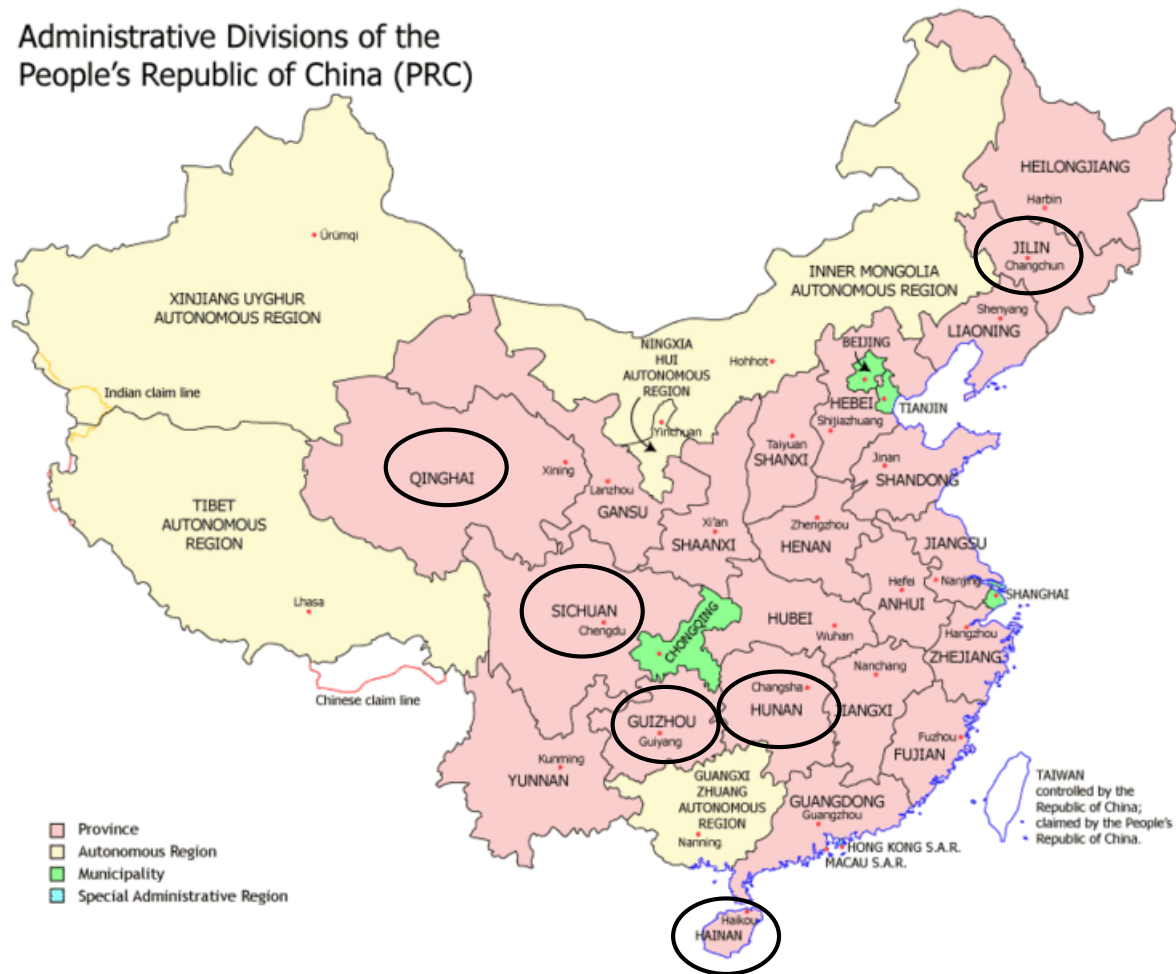 Administrative Divisions of the
People's Republic of China (PRC)
HEILONGJIANG
Harbin
JILIN
Changchun
Ürümqi
INNER MONGOLIA
AUTONOMOUS REGION
XINJIANG UYGHUR
AUTONOMOUS REGION
Shenyang
LIAONING
BEIJING
NINGXIA
HUI
AUTONOMOUS
REGION
Hohhot
Indian claim line
HEBEI
TIANJIN
Shijiazhuang
Yinchuan
Taiyuan
SHANXI
Jinan
SHANDONG
QINGHAI
Xining
Lanzhou
GANSU
TIBET
AUTONOMOUS
REGION
Xi'an
SHAANXI
Zhengzhou
HENAN
JIANGSU
Hefei
Nanjing
ANHUI
SHANGHAI
Lhasa
SICHUAN
Chengdu
CHONGQING
HUBEI
Wuhan
Hangzhou
ZHEJIANG
Nanchang
Chinese claim line
Changsha
HUNAN
JIANGXI
GUIZHOU
Guiyang
Fuzhou
FUJIAN
Kunming
YUNNAN
GUANGXI
ZHUANG
AUTONOMOUS
REGION
Nanning
GUANGDONG
Guangzhou
TAIWAN
controlled by the
Republic of China;
claimed by the People's
Republic of China.
HONG KONG S.A.R.
MACAU S.A.R.
Province
Autonomous Region
Municipality
Special Administrative Region
Haikou
HAINAN